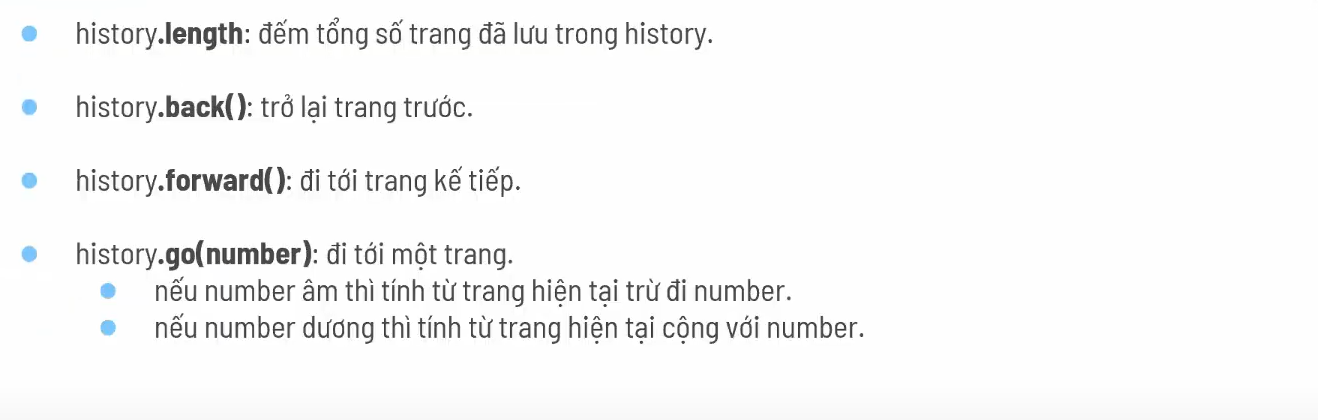 history.length: đếm tổng số trang đã lưu trong history.
history.back(): trở lại trang trước.
history.forward(): đi tới trang kế tiếp.
history.go(number): đi tới một trang.
nếu number âm thì tính từ trang hiện tại trừ đi number.
nếu number dương thì tính từ trang hiện tại cộng với number.